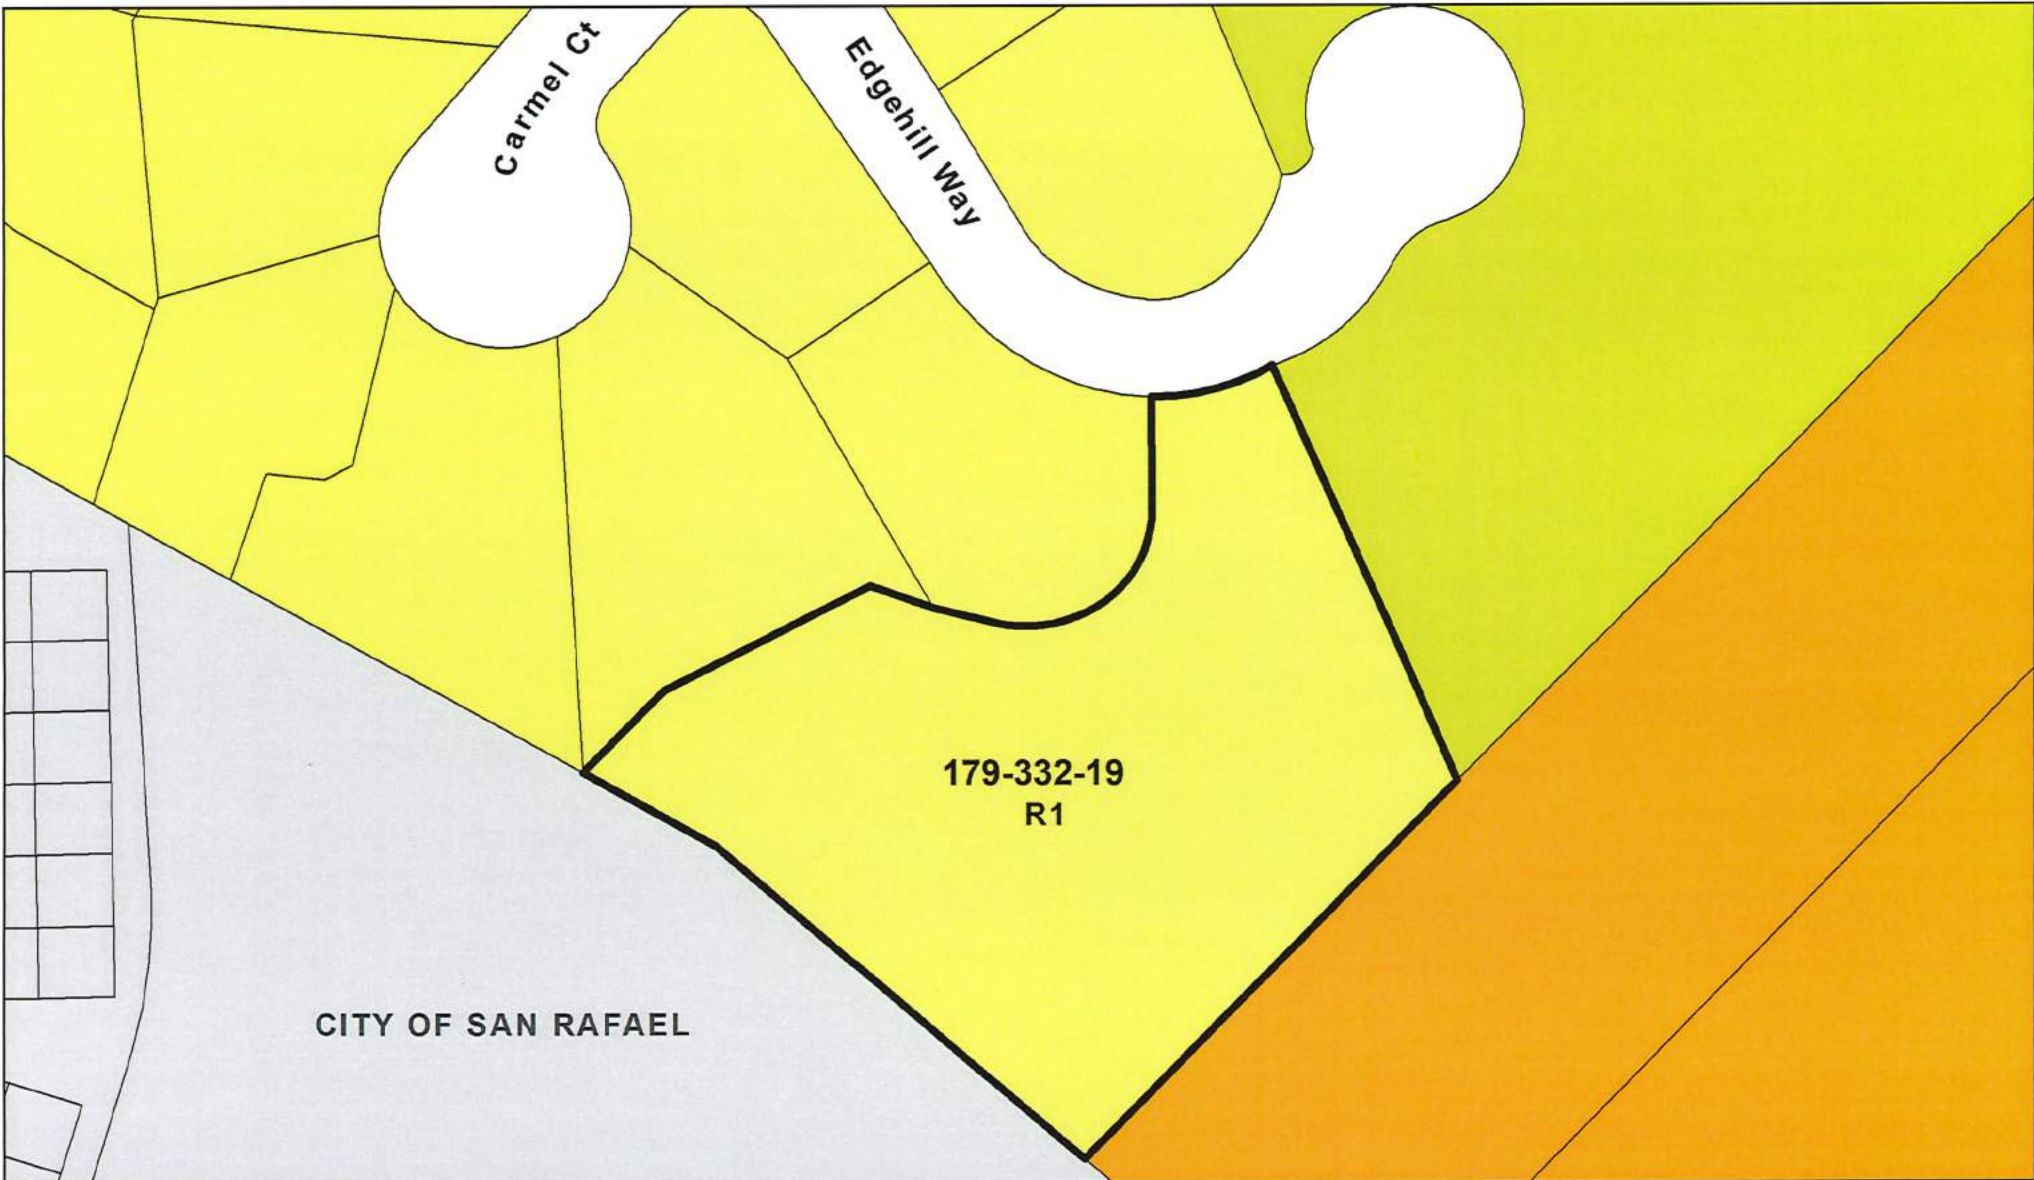 Carmel Ct
Edgehill Way
179-332-19
R1
CITY OF SAN RAFAEL